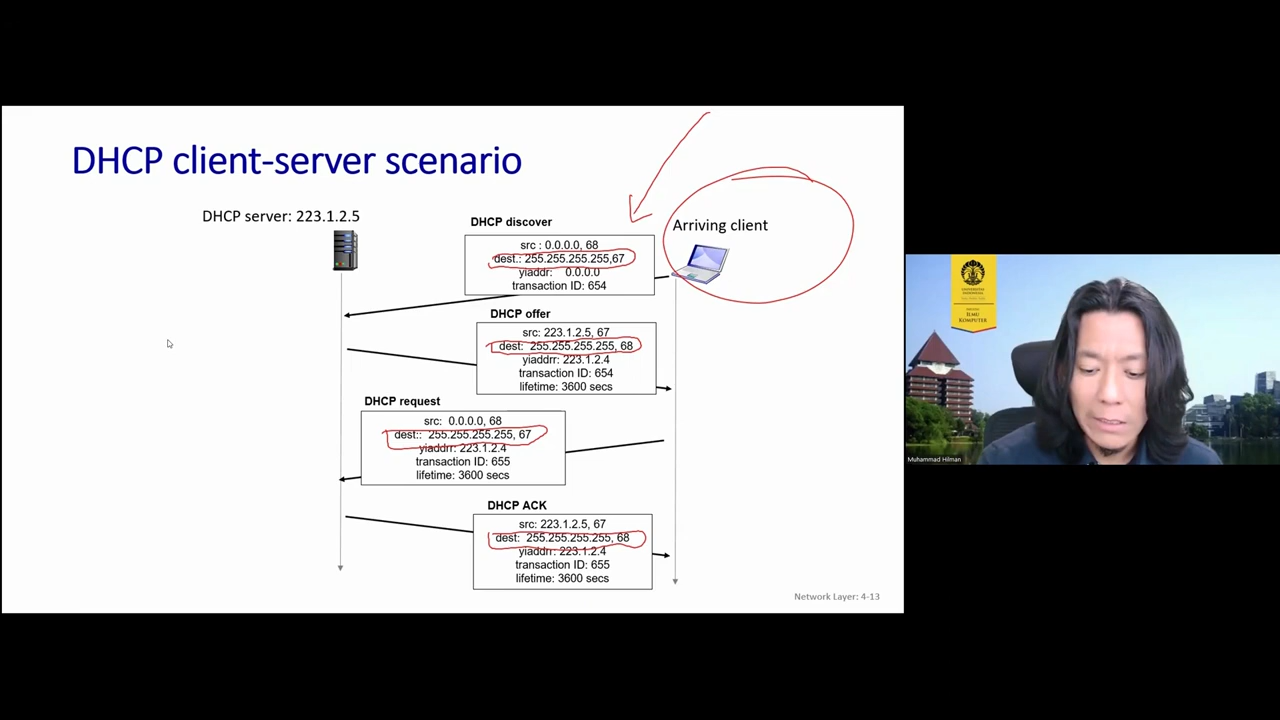 DHCP client-server scenario
DHCP server: 223.1.2.5
DHCP discover
src : 0.0.0.0, 68
dest.: 255.255.255.255,67
yiaddr: 0.0.0.0
transaction ID: 654
Arriving client
DHCP offer
src: 223.1.2.5, 67
dest: 255.255.255.255, 68
yiaddrr: 223.1.2.4
transaction ID: 654
lifetime: 3600 secs
DHCP request
src: 0.0.0.0, 68
dest:: 255.255.255.255, 67
yiaddrr: 223.1.2.4
transaction ID: 655
lifetime: 3600 secs
DHCP ACK
src: 223.1.2.5, 67
dest: 255.255.255.255, 68
yiaddrr: 223.1.2.4
transaction ID: 655
lifetime: 3600 secs
Network Layer: 4-13
UNIVERSITAS
INDONESIA
ILMU
KOMPUTER
Muhammad Hilman